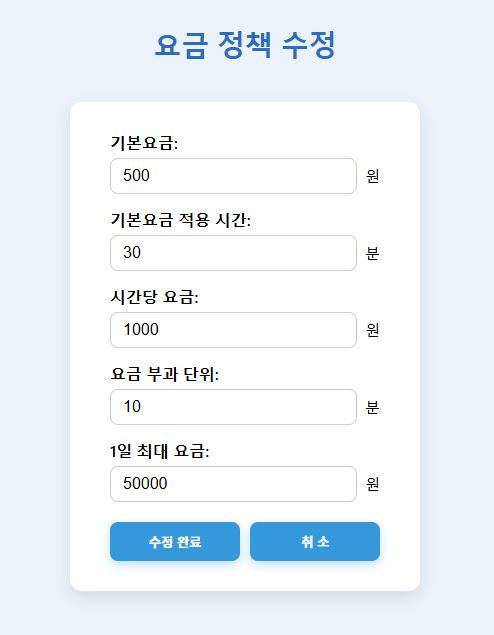 요금 정책 수정
기본요금:
500 원
기본요금 적용 시간:
30 분
시간당 요금:
1000 원
요금 부과 단위:
10 분
1일 최대 요금:
50000 원
수정 완료 취 소